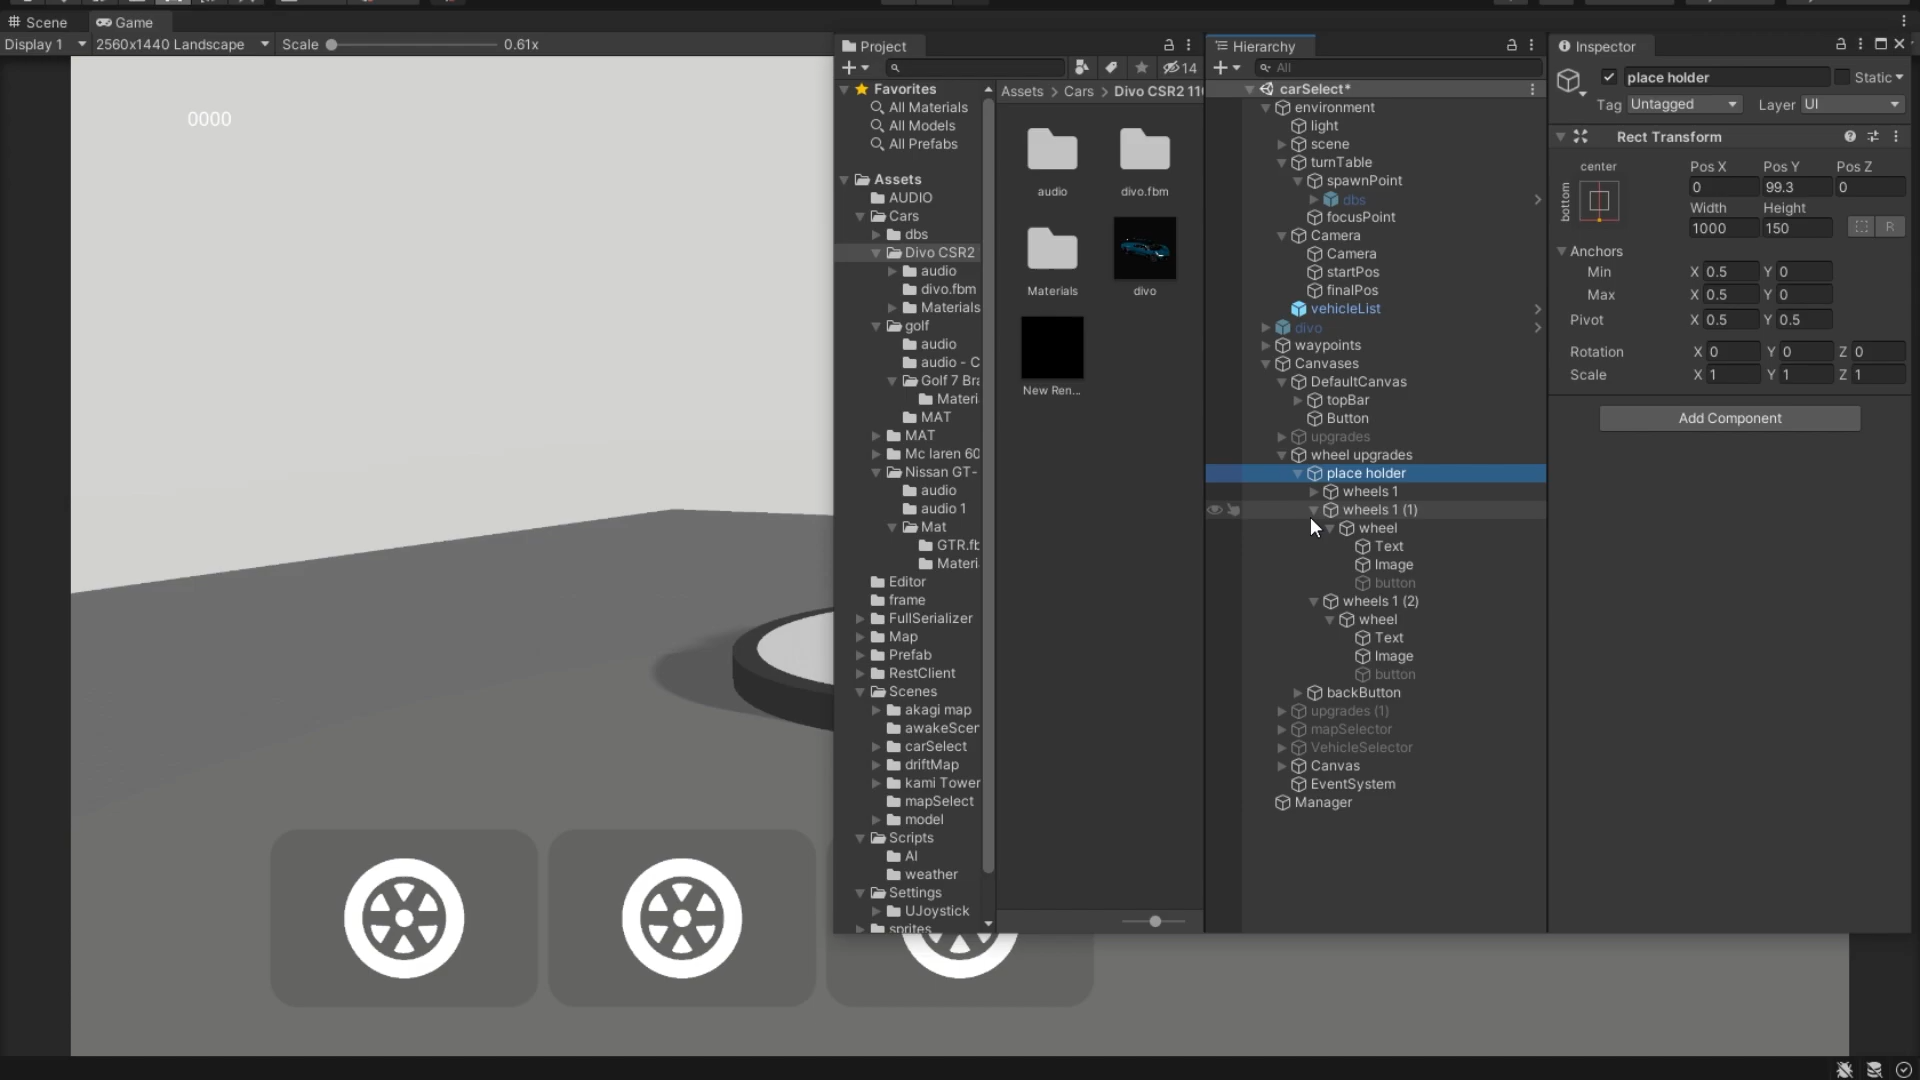 Scene
Game
Display 1
2560x1440 Landscape
Scale
0.61x
0000
Project
14
Favorites
All Materials
All Models
All Prefabs
Assets
AUDIO
Cars
dbs
Divo CSR2
audio
divo.fbm
Materials
golf
audio
audio - C
Golf 7 Bra
Materi
MAT
MAT
Mc laren 60
Nissan GT-
audio
audio 1
Mat
GTR.fb
Materi
Editor
frame
FullSerializer
Map
Prefab
RestClient
Scenes
akagi map
awakeScer
carSelect
driftMap
kami Tower
mapSelect
model
Scripts
AI
weather
Settings
UJoystick
sprites
Assets > Cars > Divo CSR2 110
audio
divo.fbm
Materials
divo
New Ren...
Hierarchy
All
carSelect*
environment
light
scene
turnTable
spawnPoint
dbs
focusPoint
Camera
Camera
startPos
finalPos
vehicleList
divo
waypoints
Canvases
DefaultCanvas
topBar
Button
upgrades
wheel upgrades
place holder
wheels 1
wheels 1 (1)
wheel
Text
Image
button
wheels 1 (2)
wheel
Text
Image
button
backButton
upgrades (1)
mapSelector
VehicleSelector
Canvas
EventSystem
Manager
Inspector
place holder
Static
Tag Untagged Layer UI
Rect Transform
center
bottom
Pos X Pos Y Pos Z
0 99.3 0
Width Height
1000 150
R
Anchors
Min X 0.5 Y 0
Max X 0.5 Y 0
Pivot X 0.5 Y 0.5
Rotation X 0 Y 0 Z 0
Scale X 1 Y 1 Z 1
Add Component